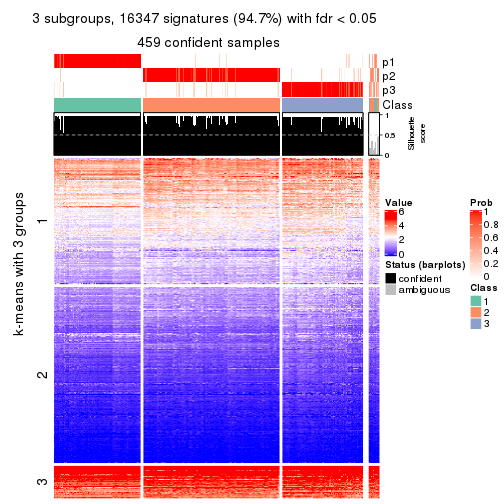 3 subgroups, 16347 signatures (94.7%) with fdr < 0.05
459 confident samples
p1
p2
p3
Class
1
0.5
0
Silhouette
score
k-means with 3 groups
1
2
3
Value
6
4
2
0
Status (barplots)
confident
ambiguous
Prob
1
0.8
0.6
0.4
0.2
0
Class
1
2
3